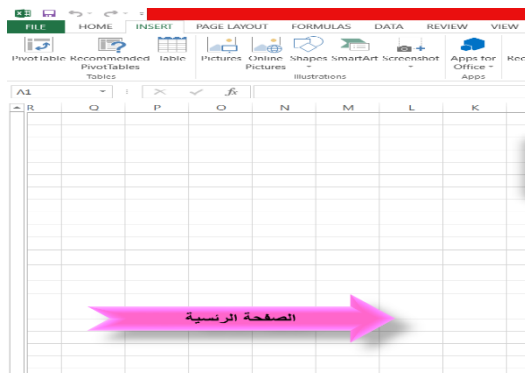 FILE HOME INSERT PAGE LAYOUT FORMULAS DATA REVIEW VIEW
PivotTable Recommended PivotTables Table Pictures Online Pictures Shapes SmartArt Screenshot Apps for Office
Tables Illustrations Apps
A1 fx
R Q P O N M L K
الصفحة الرنسية